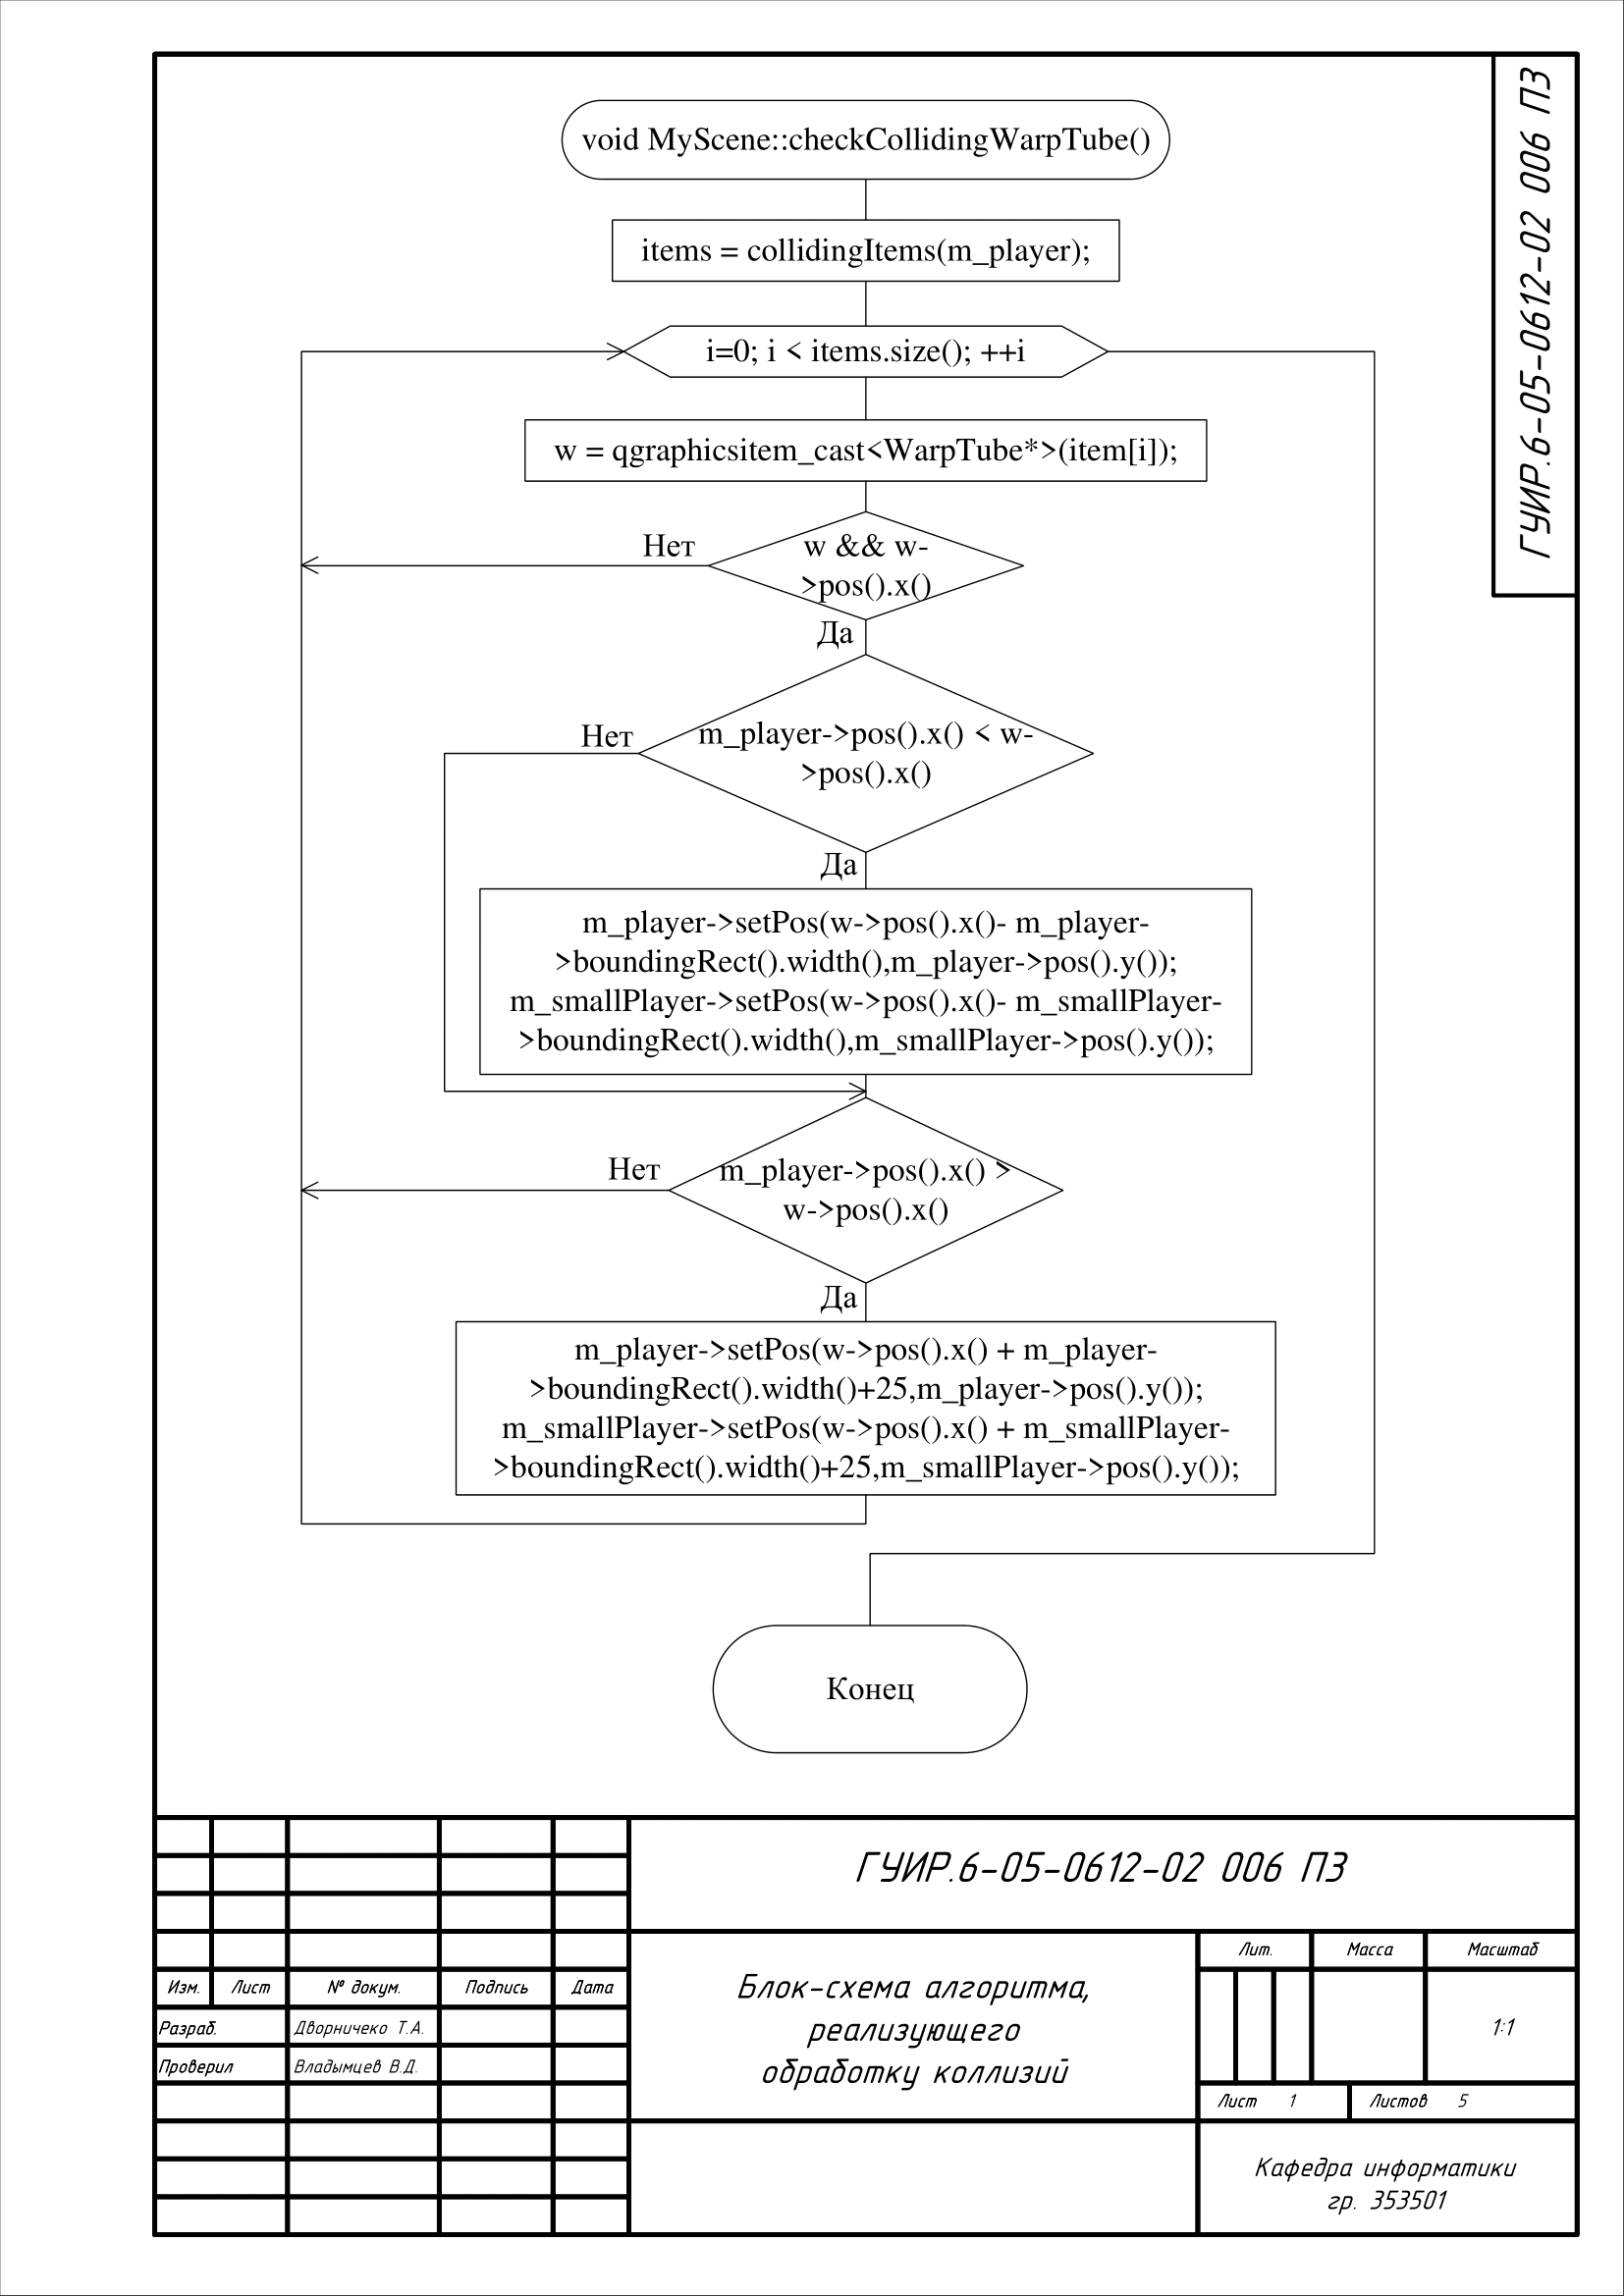 ГУИР.6-05-0612-02 006 ПЗ
void MyScene::checkCollidingWarpTube()
items = collidingItems(m_player);
i=0; i < items.size(); ++i
w = qgraphicsitem_cast<WarpTube*>(item[i]);
Нет
w && w-
>pos().x()
Да
Нет
m_player->pos().x() < w-
>pos().x()
Да
m_player->setPos(w->pos().x()- m_player-
>boundingRect().width(),m_player->pos().y());
m_smallPlayer->setPos(w->pos().x()- m_smallPlayer-
>boundingRect().width(),m_smallPlayer->pos().y());
Нет
m_player->pos().x() >
w->pos().x()
Да
m_player->setPos(w->pos().x() + m_player-
>boundingRect().width()+25,m_player->pos().y());
m_smallPlayer->setPos(w->pos().x() + m_smallPlayer-
>boundingRect().width()+25,m_smallPlayer->pos().y());
Конец
ГУИР.6-05-0612-02 006 ПЗ
Изм. Лист № докум. Подпись Дата
Разраб. Дворничеко Т.А.
Проверил Владымцев В.Д.
Блок-схема алгоритма,
реализующего
обработку коллизий
Лит. Масса Масштаб
1:1
Лист 1 Листов 5
Кафедра информатики
гр. 353501